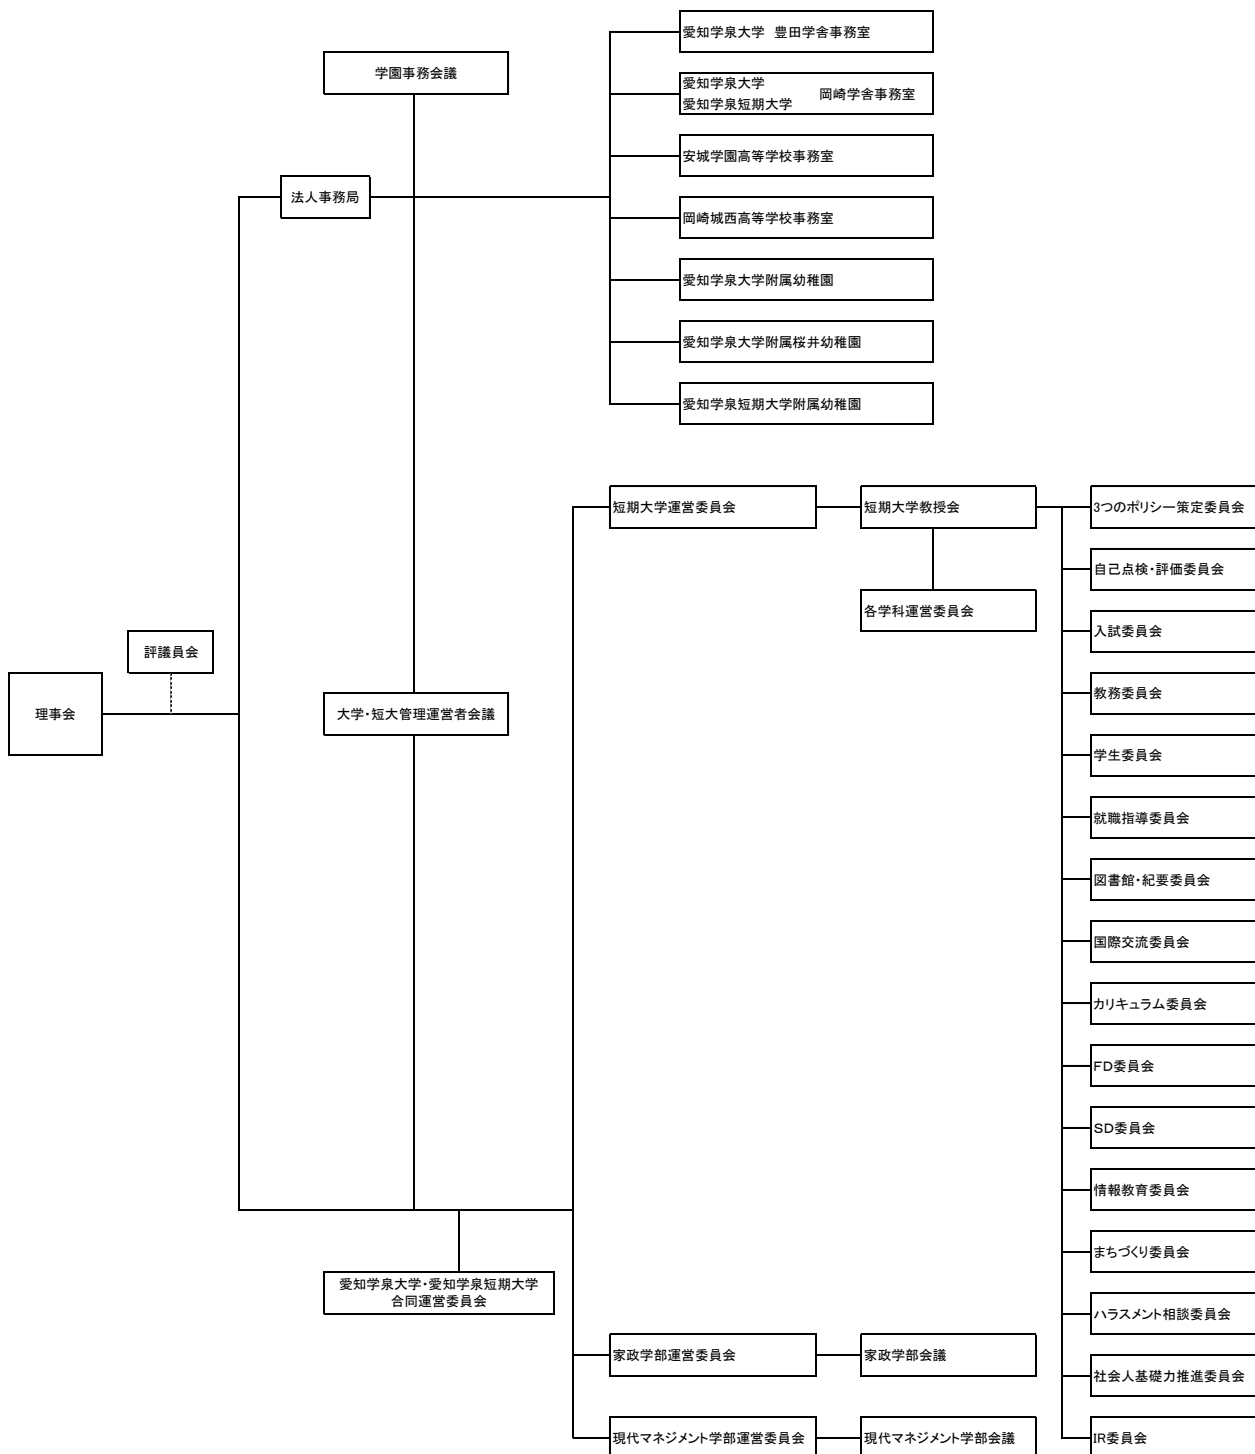 愛知学泉大学 豊田学舎事務室
学園事務会議
愛知学泉大学
愛知学泉短期大学
岡崎学舎事務室
安城学園高等学校事務室
法人事務局
岡崎城西高等学校事務室
愛知学泉大学附属幼稚園
愛知学泉大学附属桜井幼稚園
愛知学泉短期大学附属幼稚園
短期大学運営委員会
短期大学教授会
3つのポリシー策定委員会
自己点検・評価委員会
各学科運営委員会
入試委員会
評議員会
教務委員会
理事会
大学・短大管理運営者会議
学生委員会
就職指導委員会
図書館・紀要委員会
国際交流委員会
カリキュラム委員会
FD委員会
SD委員会
情報教育委員会
まちづくり委員会
愛知学泉大学・愛知学泉短期大学
合同運営委員会
ハラスメント相談委員会
家政学部運営委員会
家政学部会議
社会人基礎力推進委員会
現代マネジメント学部運営委員会
現代マネジメント学部会議
IR委員会